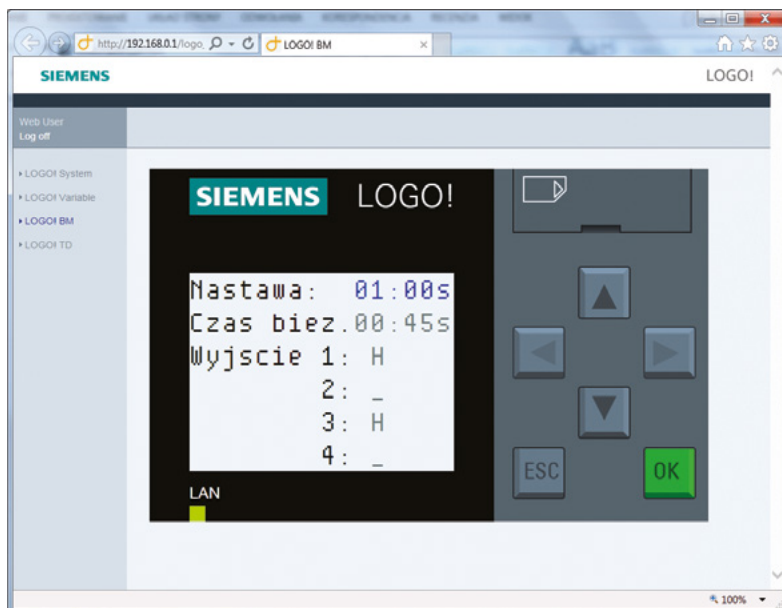 http://192.168.0.1/logo_
LOGO! BM
SIEMENS
LOGO!
Web User
Log off
LOGO! System
LOGO! Variable
LOGO! BM
LOGO! TD
SIEMENS LOGO!
Nastawa: 01:00s
Czas biez.00:45s
Wyjscie 1: H
2: _
3: H
4: _
LAN
ESC
OK
100%